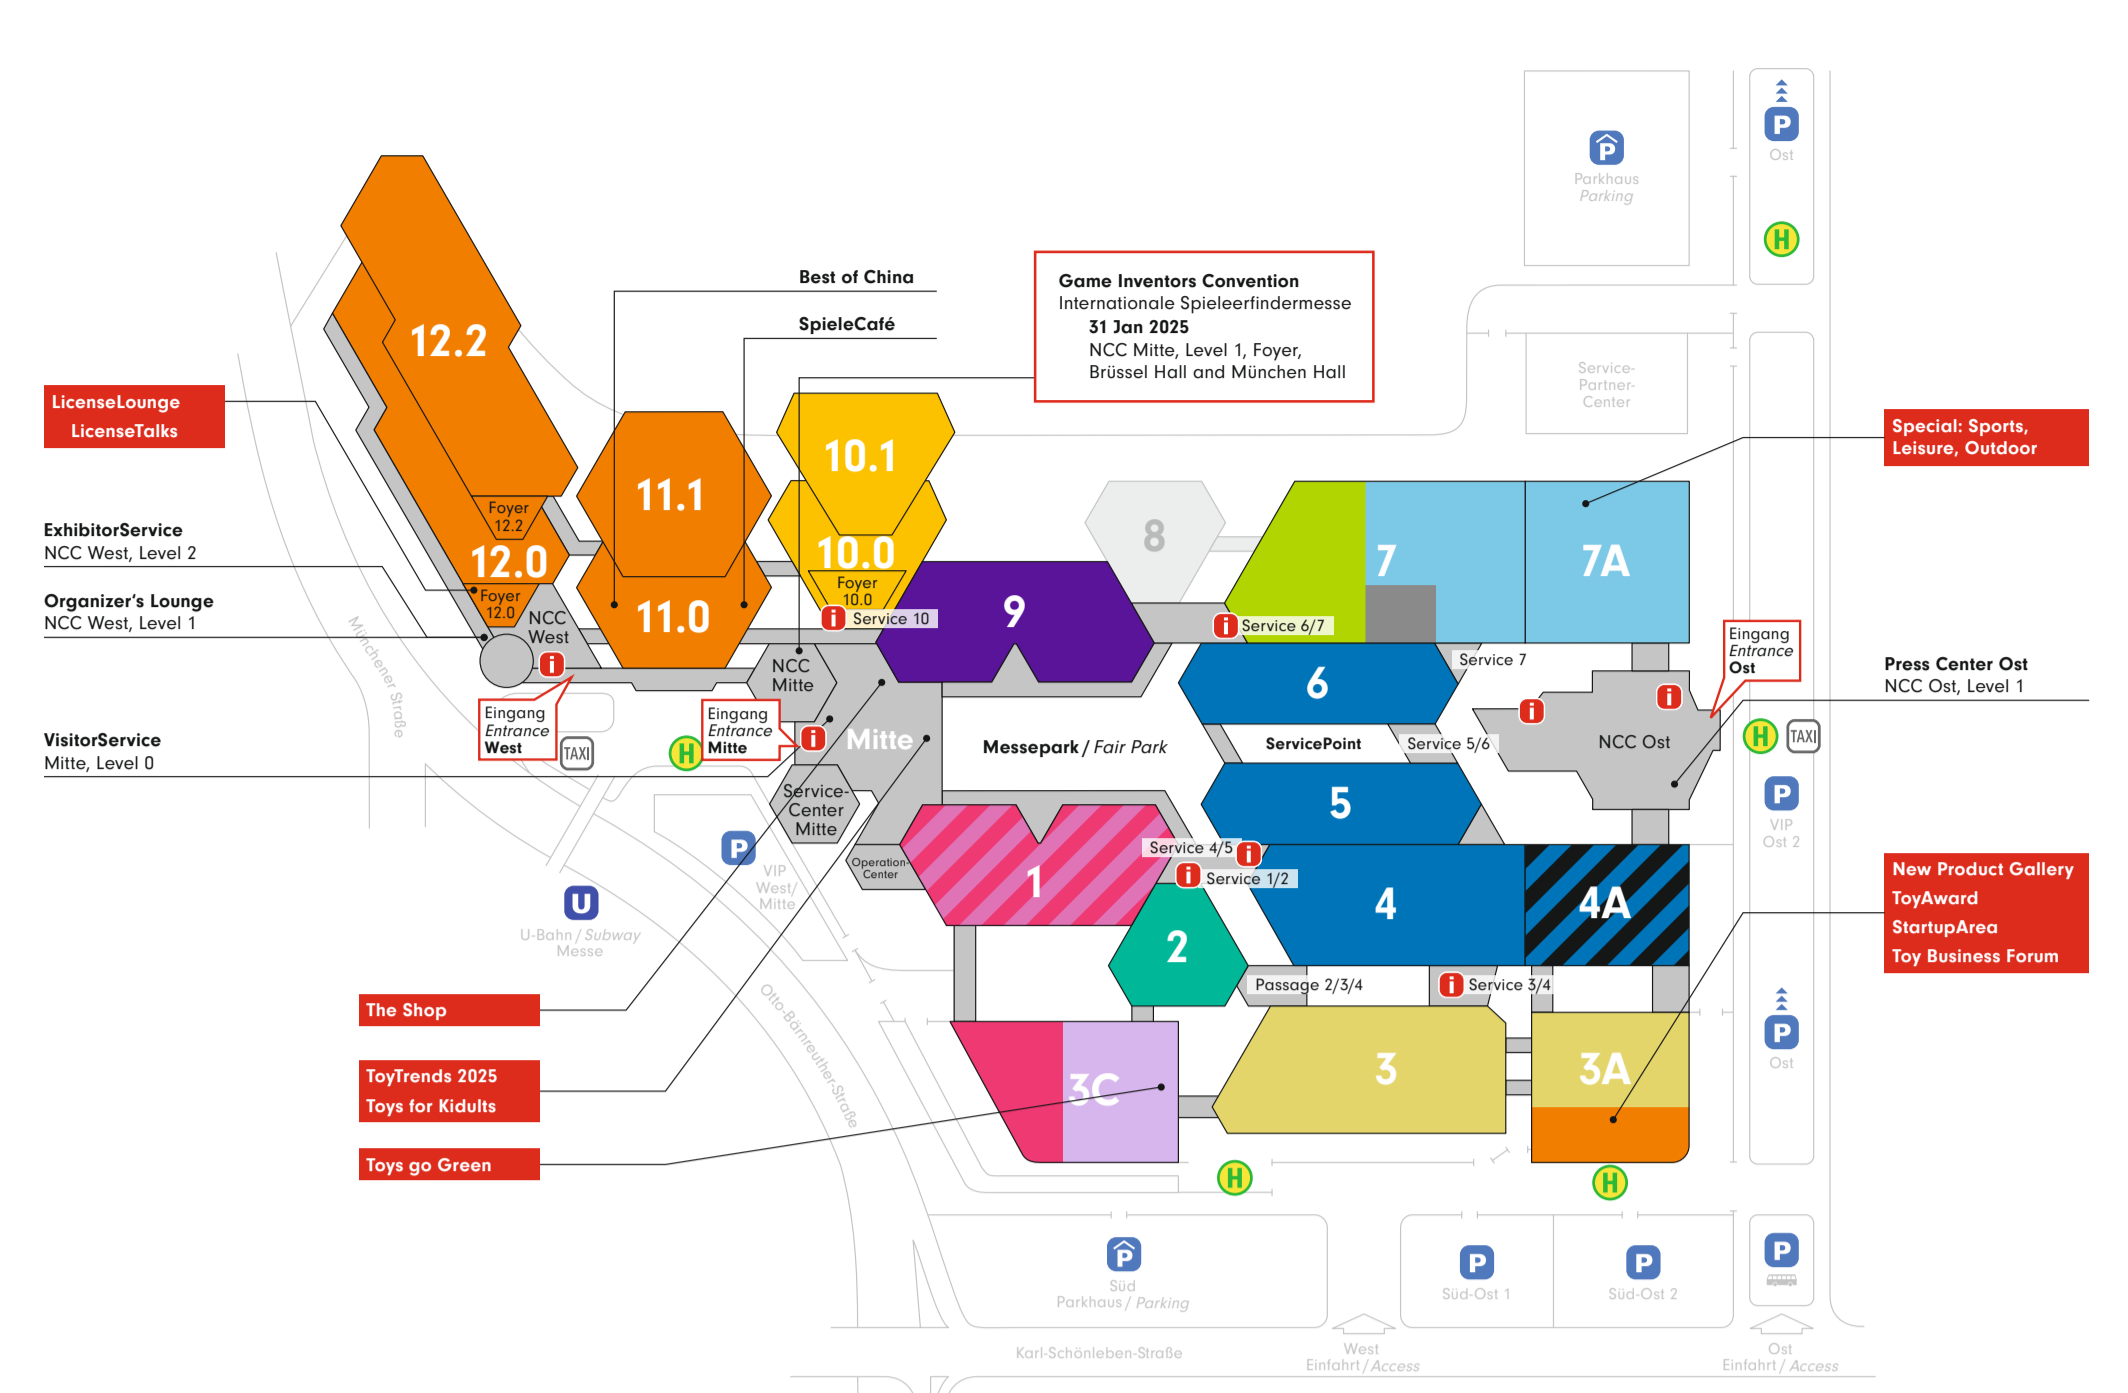 P
Ost
P
Parkhaus
Parking
H
Best of China
SpieleCafé
Game Inventors Convention
Internationale Spieleerfindermesse
31 Jan 2025
NCC Mitte, Level 1, Foyer,
Brüssel Hall and München Hall
12.2
Service-
Partner-
Center
LicenseLounge
LicenseTalks
Special: Sports,
Leisure, Outdoor
10.1
11.1
Foyer
12.2
8
7
7A
ExhibitorService
NCC West, Level 2
12.0
10.0
Foyer
10.0
Organizer‘s Lounge
NCC West, Level 1
Foyer
12.0
NCC
West
11.0
i Service 10
9
i Service 6/7
Eingang
Entrance
Ost
Münchener Straße
i
NCC
Mitte
6
Service 7
i
i
Press Center Ost
NCC Ost, Level 1
Eingang
Entrance
West
Eingang
Entrance
Mitte
i
Mitte
Messepark / Fair Park
ServicePoint
Service 5/6
NCC Ost
H
TAXI
VisitorService
Mitte, Level 0
TAXI
H
Service-
Center
Mitte
5
P
VIP
Ost 2
P
VIP
West/
Mitte
Operation-
Center
1
Service 4/5 i
i Service 1/2
4
4A
New Product Gallery
ToyAward
StartupArea
Toy Business Forum
U
U-Bahn / Subway
Messe
2
Passage 2/3/4
i Service 3/4
The Shop
Otto-Bärnreuther-Straße
P
Ost
ToyTrends 2025
Toys for Kidults
3C
3
3A
Toys go Green
H
H
P
Süd
Parkhaus / Parking
P
Süd-Ost 1
P
Süd-Ost 2
P
Karl-Schönleben-Straße
West
Einfahrt / Access
Ost
Einfahrt / Access